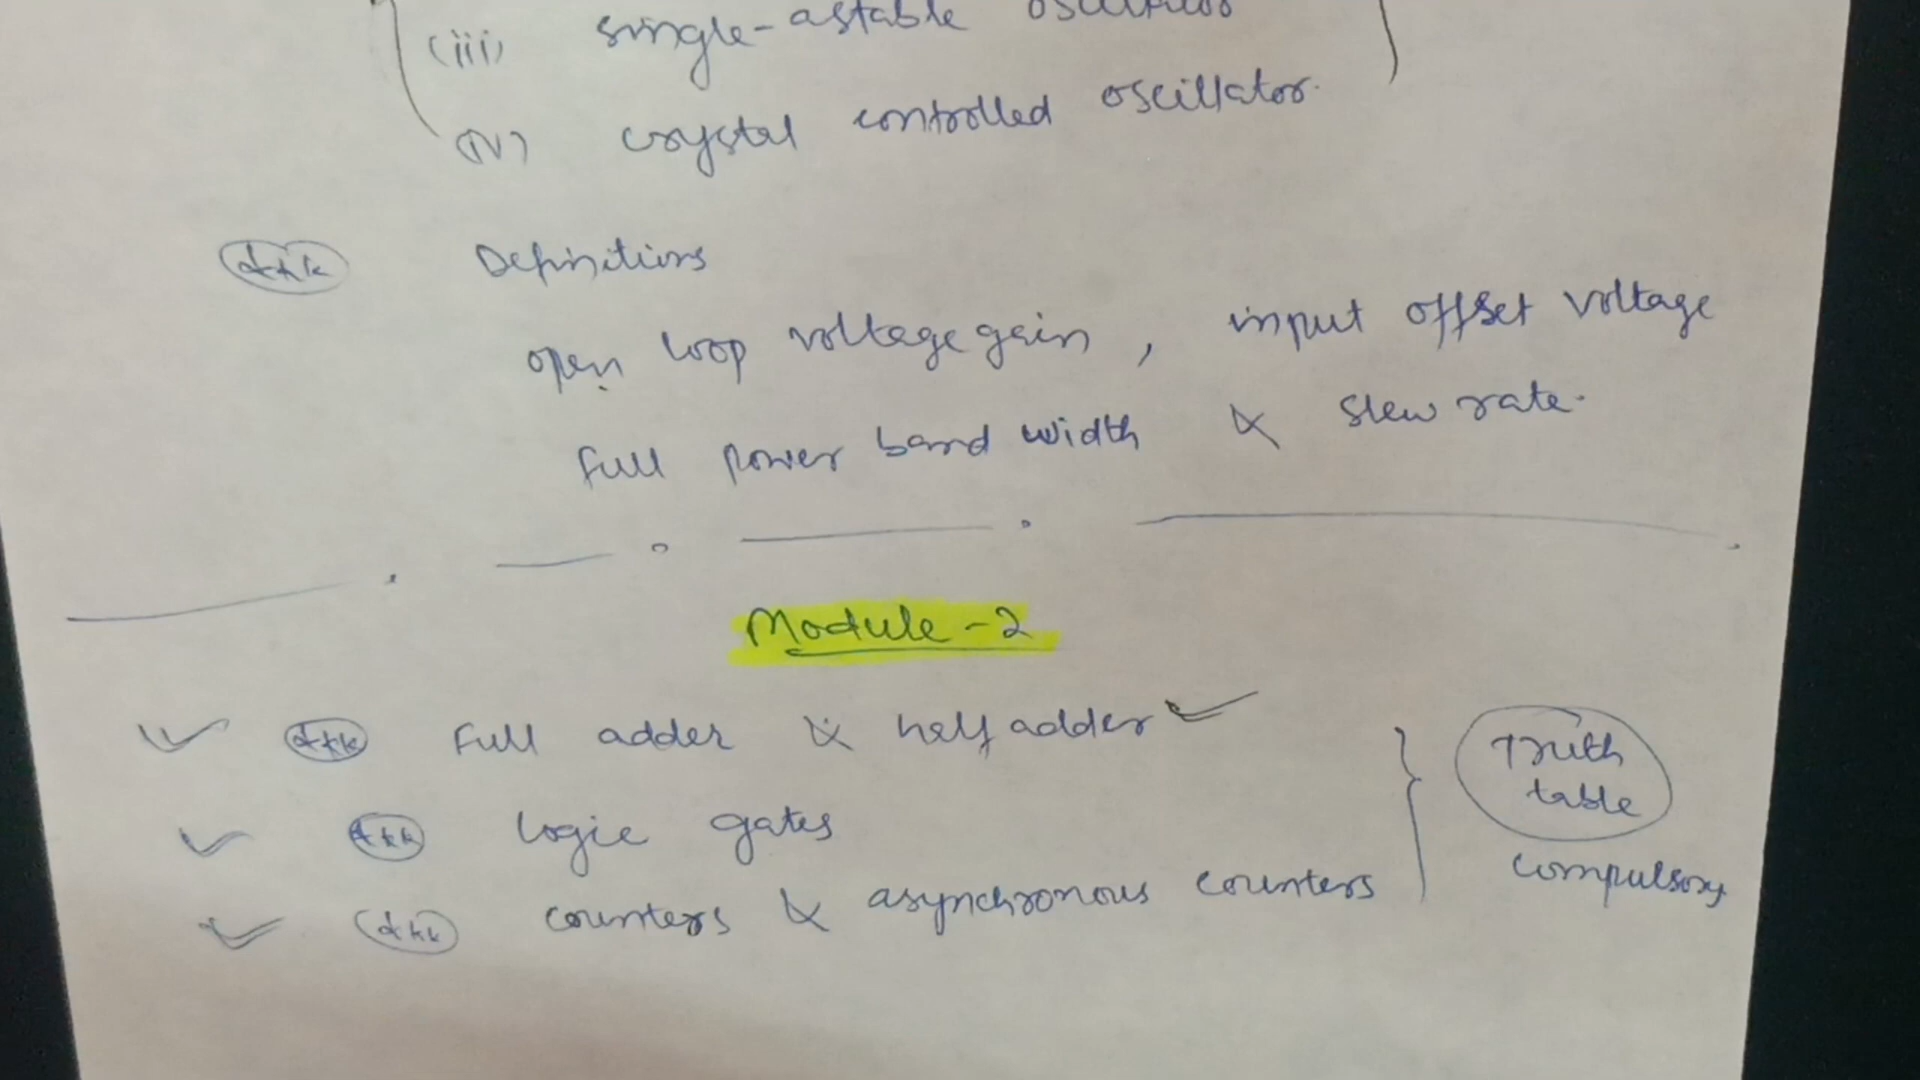 (iii) single-astable oscillator
(iv) crystal controlled oscillator.
*** Definitions
open loop voltage gain, input offset voltage
full power band width & slew rate.
Module-2
*** Full adder & half adder
*** logic gates
*** counters & asynchronous counters
Truth
table
compulsory